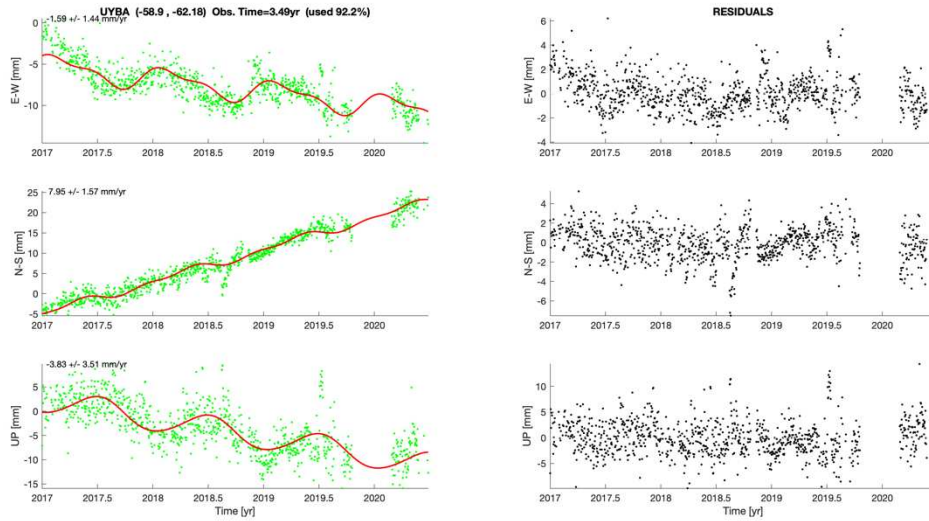 UYBA (-58.9 , -62.18) Obs. Time=3.49yr (used 92.2%)
-1.59 +/- 1.44 mm/yr
0
-5
-10
E-W [mm]
2017 2017.5 2018 2018.5 2019 2019.5 2020
7.95 +/- 1.57 mm/yr
25
20
15
10
5
0
-5
N-S [mm]
2017 2017.5 2018 2018.5 2019 2019.5 2020
-3.83 +/- 3.51 mm/yr
5
0
-5
-10
-15
UP [mm]
2017 2017.5 2018 2018.5 2019 2019.5 2020
Time [yr]
RESIDUALS
6
4
2
0
-2
-4
E-W [mm]
2017 2017.5 2018 2018.5 2019 2019.5 2020
4
2
0
-2
-4
-6
N-S [mm]
2017 2017.5 2018 2018.5 2019 2019.5 2020
10
5
0
-5
UP [mm]
2017 2017.5 2018 2018.5 2019 2019.5 2020
Time [yr]